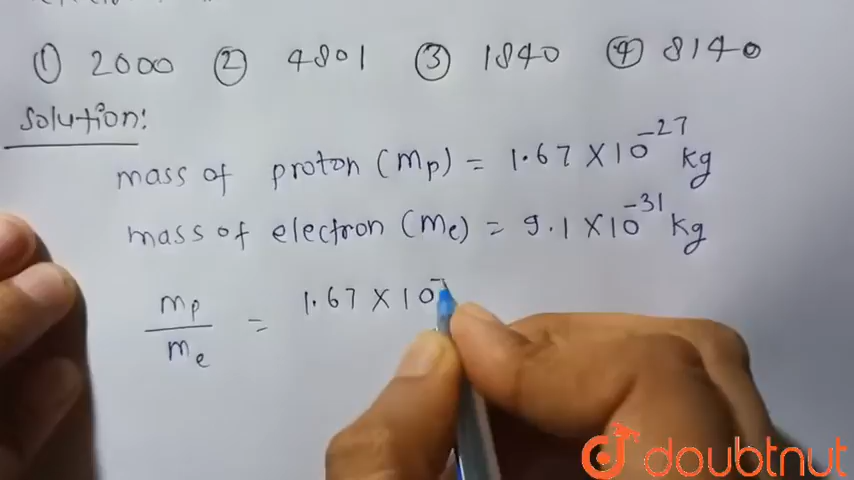 ① 2000 ② 4801 ③ 1840 ④ 8140
Solution:
mass of proton (mp) = 1.67 × 10⁻²⁷ kg
mass of electron (me) = 9.1 × 10⁻³¹ kg
mp/me = 1.67 × 10⁻
doubtnut